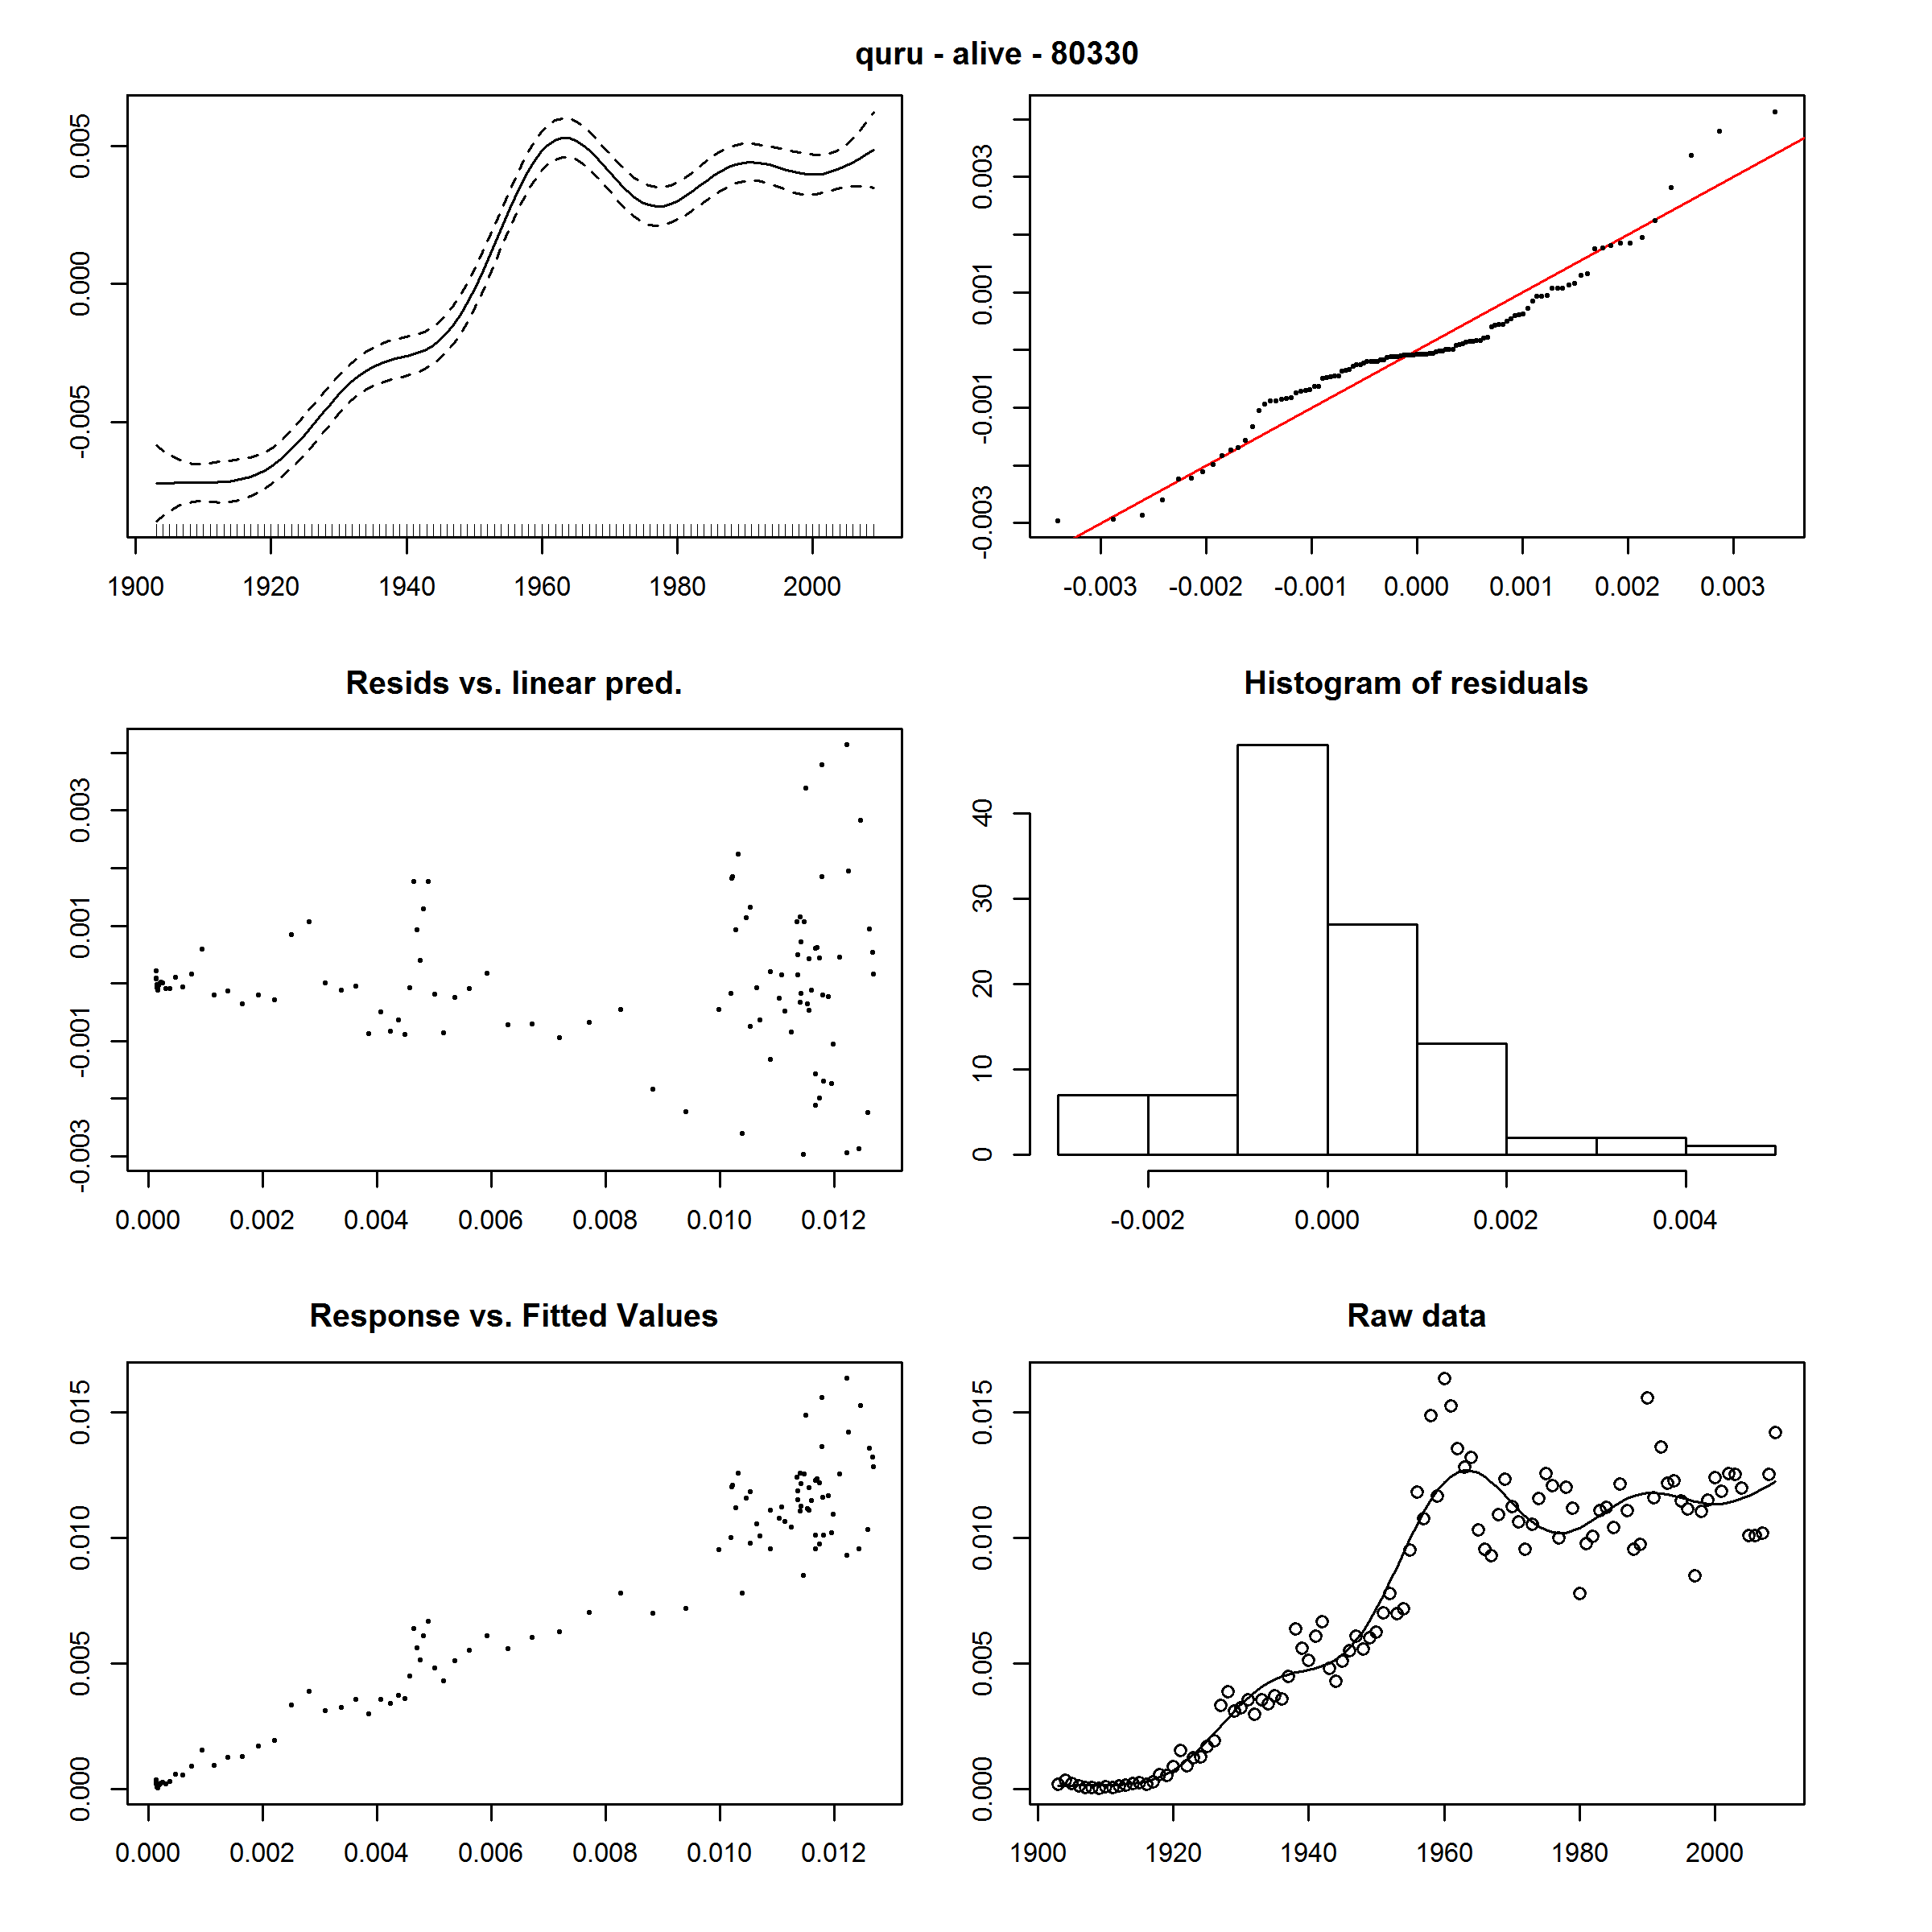 quru - alive - 80330
0.005
0.000
-0.005
1900 1920 1940 1960 1980 2000
0.003
0.001
-0.001
-0.003
-0.003 -0.002 -0.001 0.000 0.001 0.002 0.003
Resids vs. linear pred.
0.003
0.001
-0.001
-0.003
0.000 0.002 0.004 0.006 0.008 0.010 0.012
Histogram of residuals
40
30
20
10
0
-0.002 0.000 0.002 0.004
Response vs. Fitted Values
0.015
0.010
0.005
0.000
0.000 0.002 0.004 0.006 0.008 0.010 0.012
Raw data
0.015
0.010
0.005
0.000
1900 1920 1940 1960 1980 2000